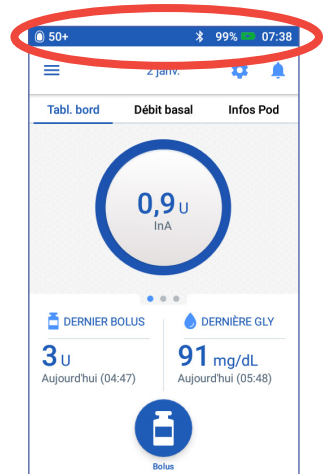 50+ 99% 07:38
2 janv.
Tabl. bord Débit basal Infos Pod
0,9 U
InA
DERNIER BOLUS DERNIÈRE GLY
3 U 91 mg/dL
Aujourd'hui (04:47) Aujourd'hui (05:48)
Bolus